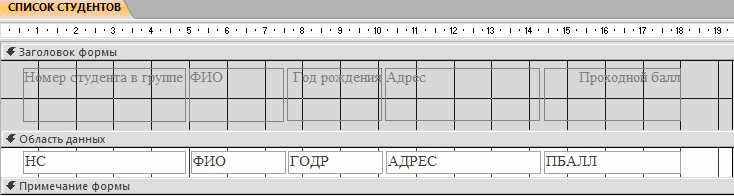 СПИСОК СТУДЕНТОВ
1 2 3 4 5 6 7 8 9 10 11 12 13 14 15 16 17 18 19
Заголовок формы
Номер студента в группе ФИО Год рождения Адрес Проходной балл
Область данных
НС ФИО ГОДР АДРЕС ПБАЛЛ
Примечание формы